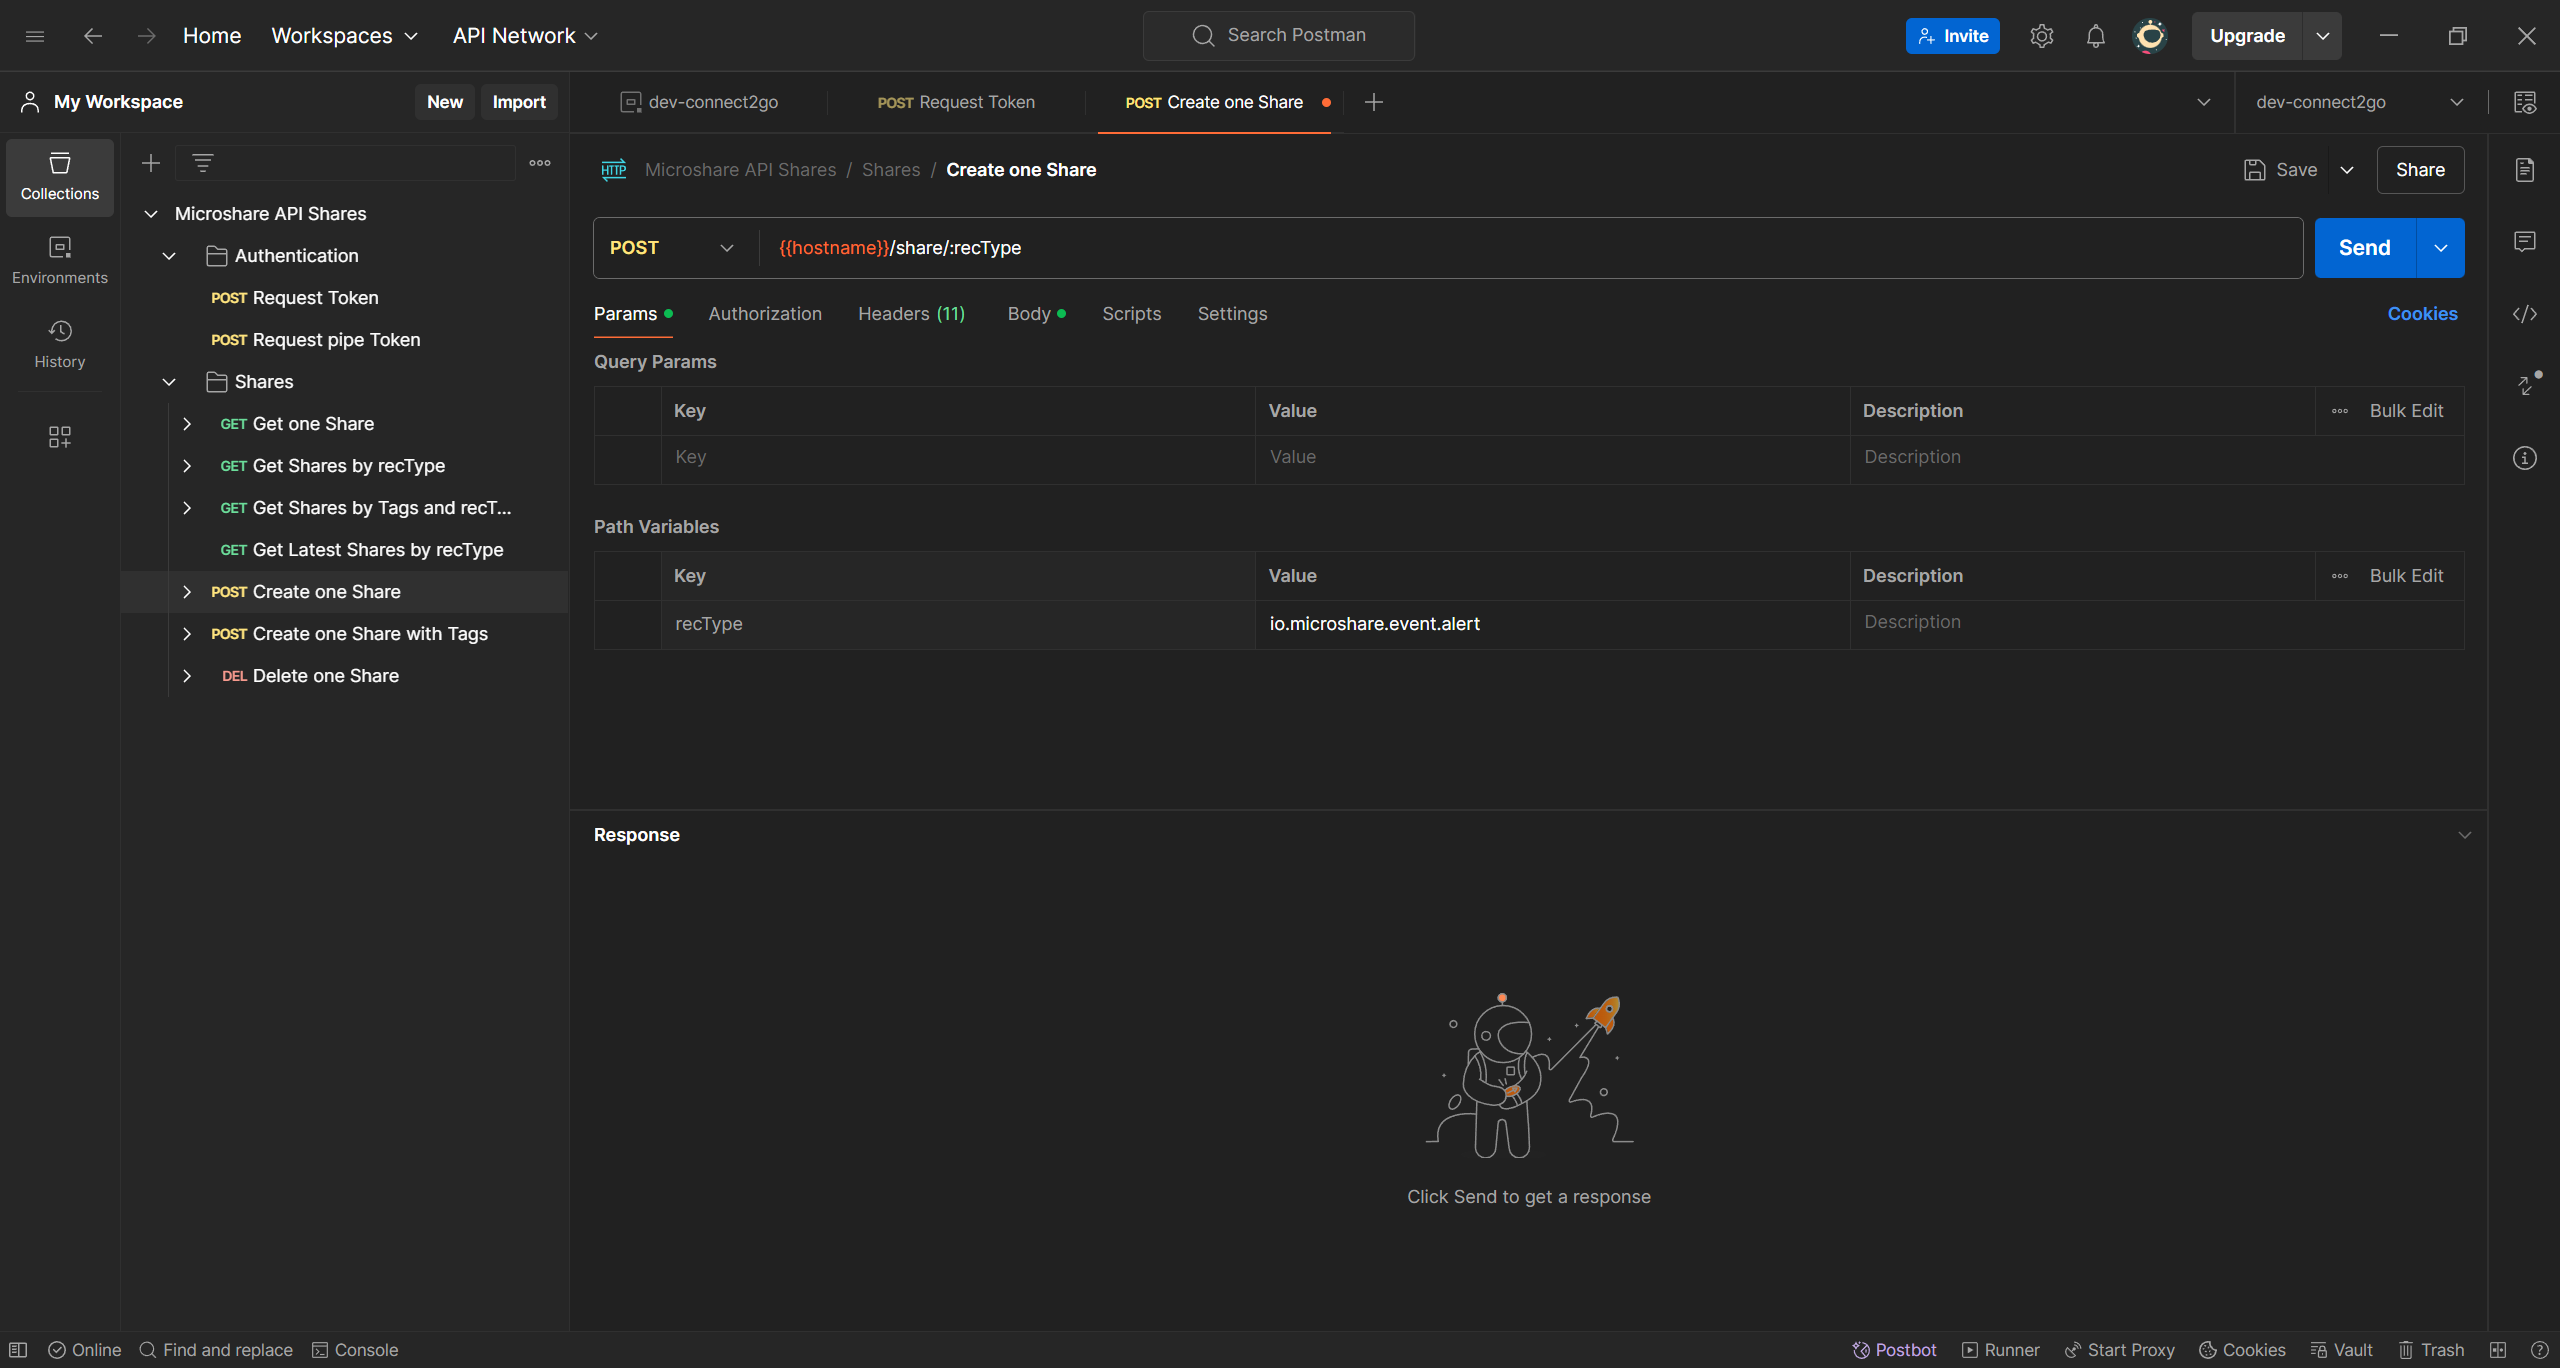 Home Workspaces API Network Search Postman Invite Upgrade
My Workspace New Import dev-connect2go POST Request Token POST Create one Share dev-connect2go
Collections
Environments
History
Microshare API Shares
Authentication
POST Request Token
POST Request pipe Token
Shares
GET Get one Share
GET Get Shares by recType
GET Get Shares by Tags and recT...
GET Get Latest Shares by recType
POST Create one Share
POST Create one Share with Tags
DEL Delete one Share
HTTP Microshare API Shares / Shares / Create one Share Save Share
POST {{hostname}}/share/:recType Send
Params Authorization Headers (11) Body Scripts Settings Cookies
Query Params
Key Value Description Bulk Edit
Key Value Description
Path Variables
Key Value Description Bulk Edit
recType io.microshare.event.alert Description
Response
Click Send to get a response
Online Find and replace Console Postbot Runner Start Proxy Cookies Vault Trash